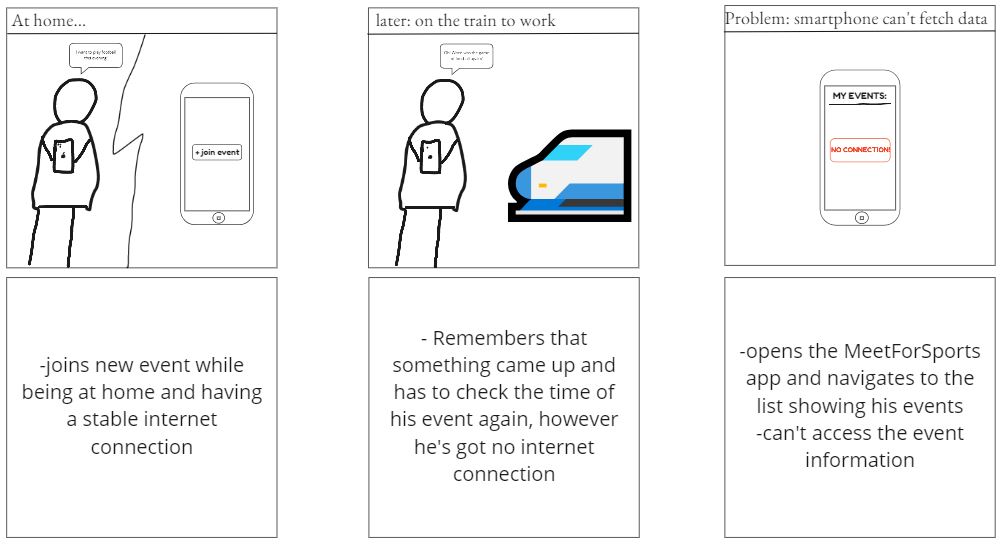 At home...
I want to play football
this evening!
+ join event
later: on the train to work
Oh! When was the game
Problem: smartphone can't fetch data
MY EVENTS:
NO CONNECTION!
-joins new event while
being at home and having
a stable internet
connection
- Remembers that
something came up and
has to check the time of
his event again, however
he's got no internet
connection
-opens the MeetForSports
app and navigates to the
list showing his events
-can't access the event
information